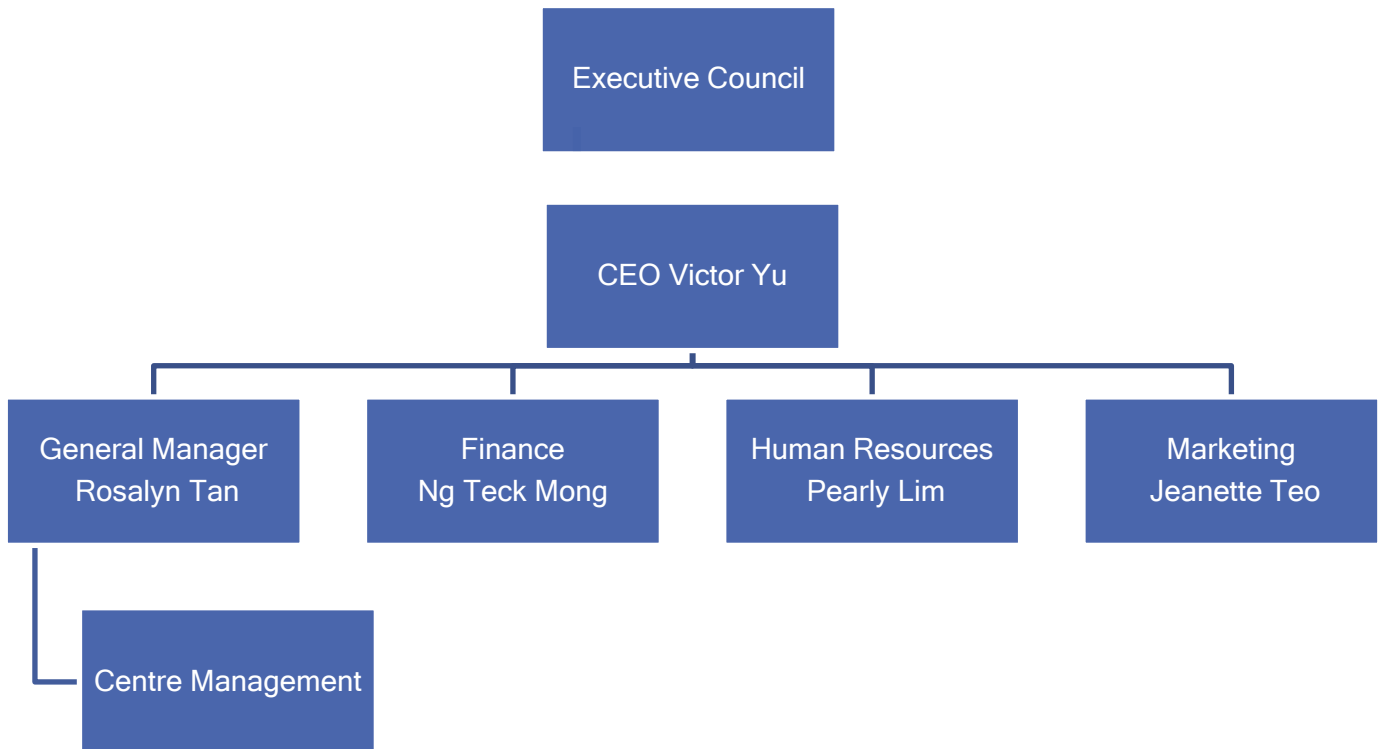 Executive Council
CEO Victor Yu
General Manager
Rosalyn Tan
Finance
Ng Teck Mong
Human Resources
Pearly Lim
Marketing
Jeanette Teo
Centre Management